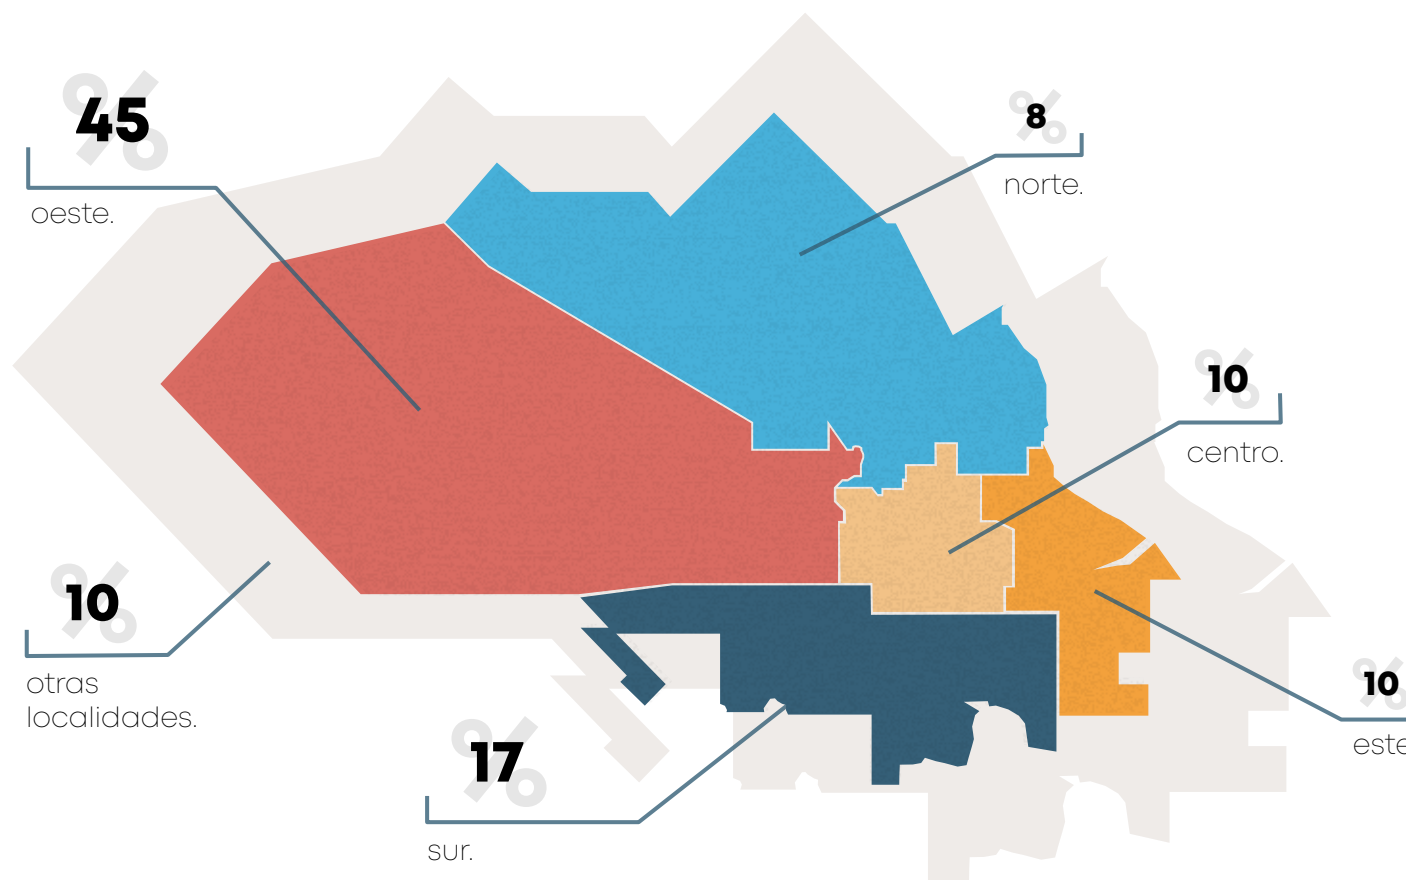 %
45
oeste.
%
8
norte.
%
10
centro.
%
10
otras
localidades.
%
17
sur.
%
10
este